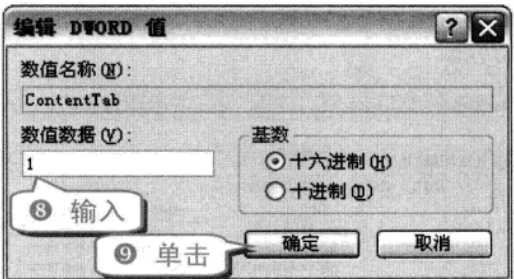 编辑 DWORD 值
数值名称(N):
ContentTab
数值数据(V):
1
基数
十六进制(H)
十进制(D)
⑧ 输入
⑨ 单击
确定
取消